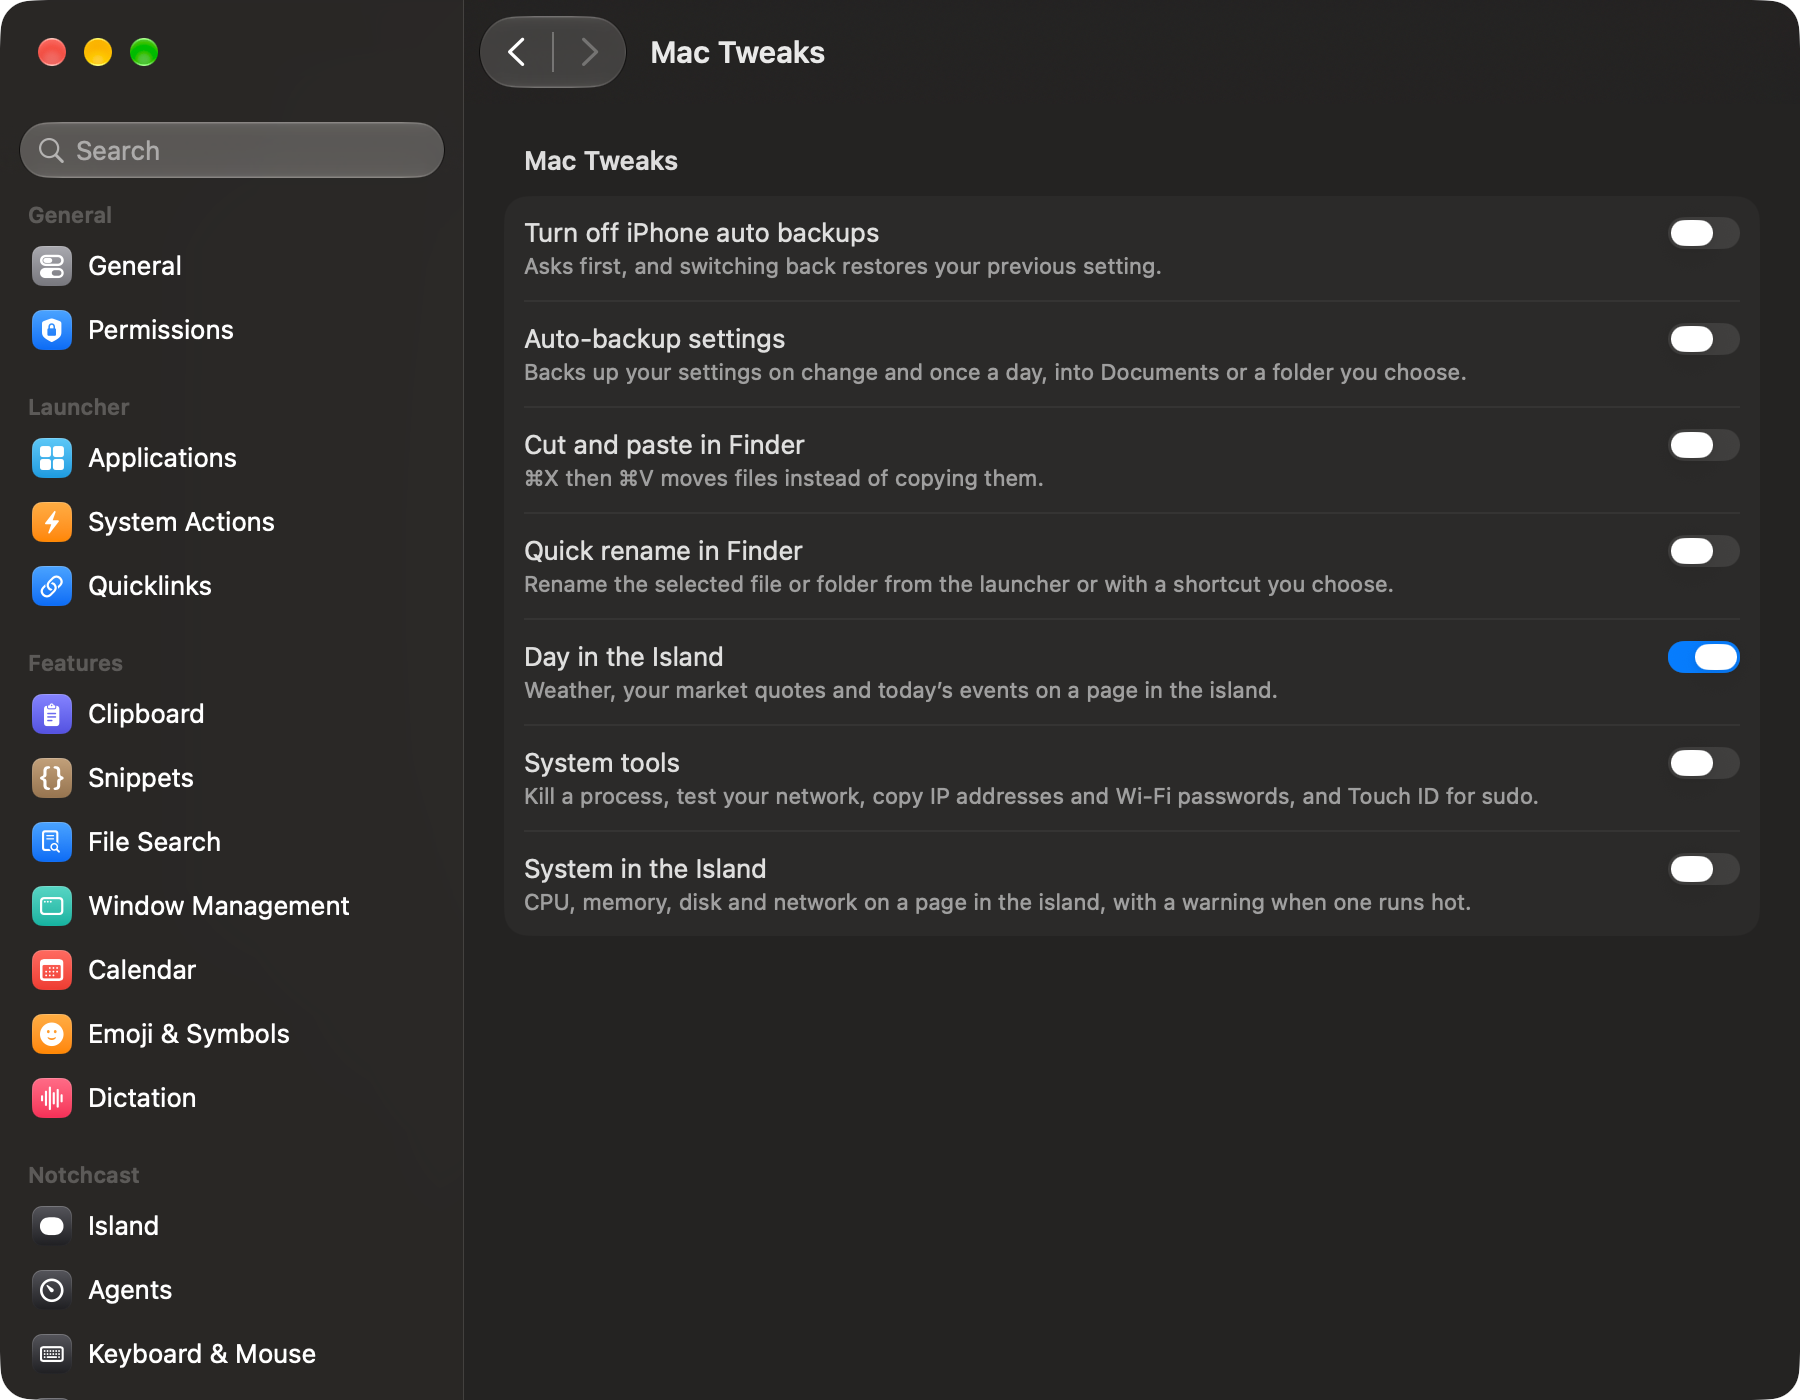 Mac Tweaks
Search
General
General
Permissions
Launcher
Applications
System Actions
Quicklinks
Features
Clipboard
Snippets
File Search
Window Management
Calendar
Emoji & Symbols
Dictation
Notchcast
Island
Agents
Keyboard & Mouse
Mac Tweaks
Turn off iPhone auto backups
Asks first, and switching back restores your previous setting.
Auto-backup settings
Backs up your settings on change and once a day, into Documents or a folder you choose.
Cut and paste in Finder
⌘X then ⌘V moves files instead of copying them.
Quick rename in Finder
Rename the selected file or folder from the launcher or with a shortcut you choose.
Day in the Island
Weather, your market quotes and today’s events on a page in the island.
System tools
Kill a process, test your network, copy IP addresses and Wi-Fi passwords, and Touch ID for sudo.
System in the Island
CPU, memory, disk and network on a page in the island, with a warning when one runs hot.